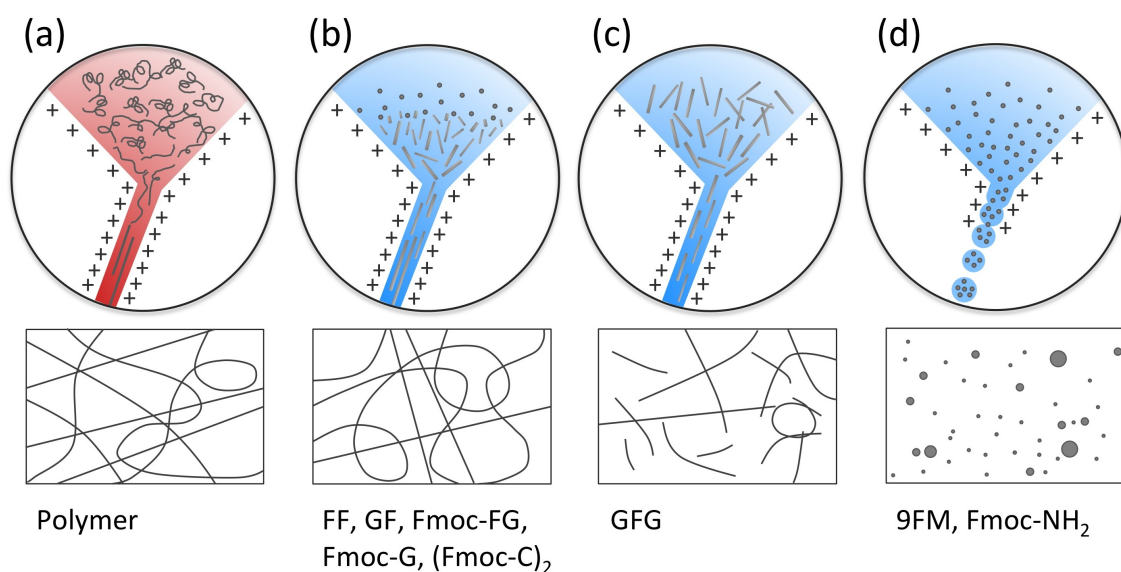 (a) (b) (c) (d)
Polymer
FF, GF, Fmoc-FG,
Fmoc-G, (Fmoc-C)₂
GFG
9FM, Fmoc-NH₂